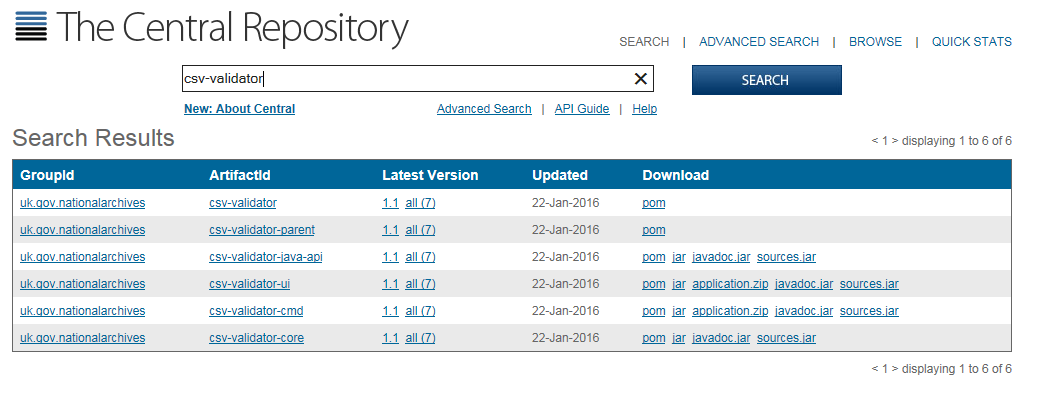 The Central Repository
SEARCH | ADVANCED SEARCH | BROWSE | QUICK STATS
csv-validator ✕ SEARCH
New: About Central Advanced Search | API Guide | Help
Search Results < 1 > displaying 1 to 6 of 6
GroupId ArtifactId Latest Version Updated Download
uk.gov.nationalarchives csv-validator 1.1 all (7) 22-Jan-2016 pom
uk.gov.nationalarchives csv-validator-parent 1.1 all (7) 22-Jan-2016 pom
uk.gov.nationalarchives csv-validator-java-api 1.1 all (7) 22-Jan-2016 pom jar javadoc.jar sources.jar
uk.gov.nationalarchives csv-validator-ui 1.1 all (7) 22-Jan-2016 pom jar application.zip javadoc.jar sources.jar
uk.gov.nationalarchives csv-validator-cmd 1.1 all (7) 22-Jan-2016 pom jar application.zip javadoc.jar sources.jar
uk.gov.nationalarchives csv-validator-core 1.1 all (7) 22-Jan-2016 pom jar javadoc.jar sources.jar
< 1 > displaying 1 to 6 of 6